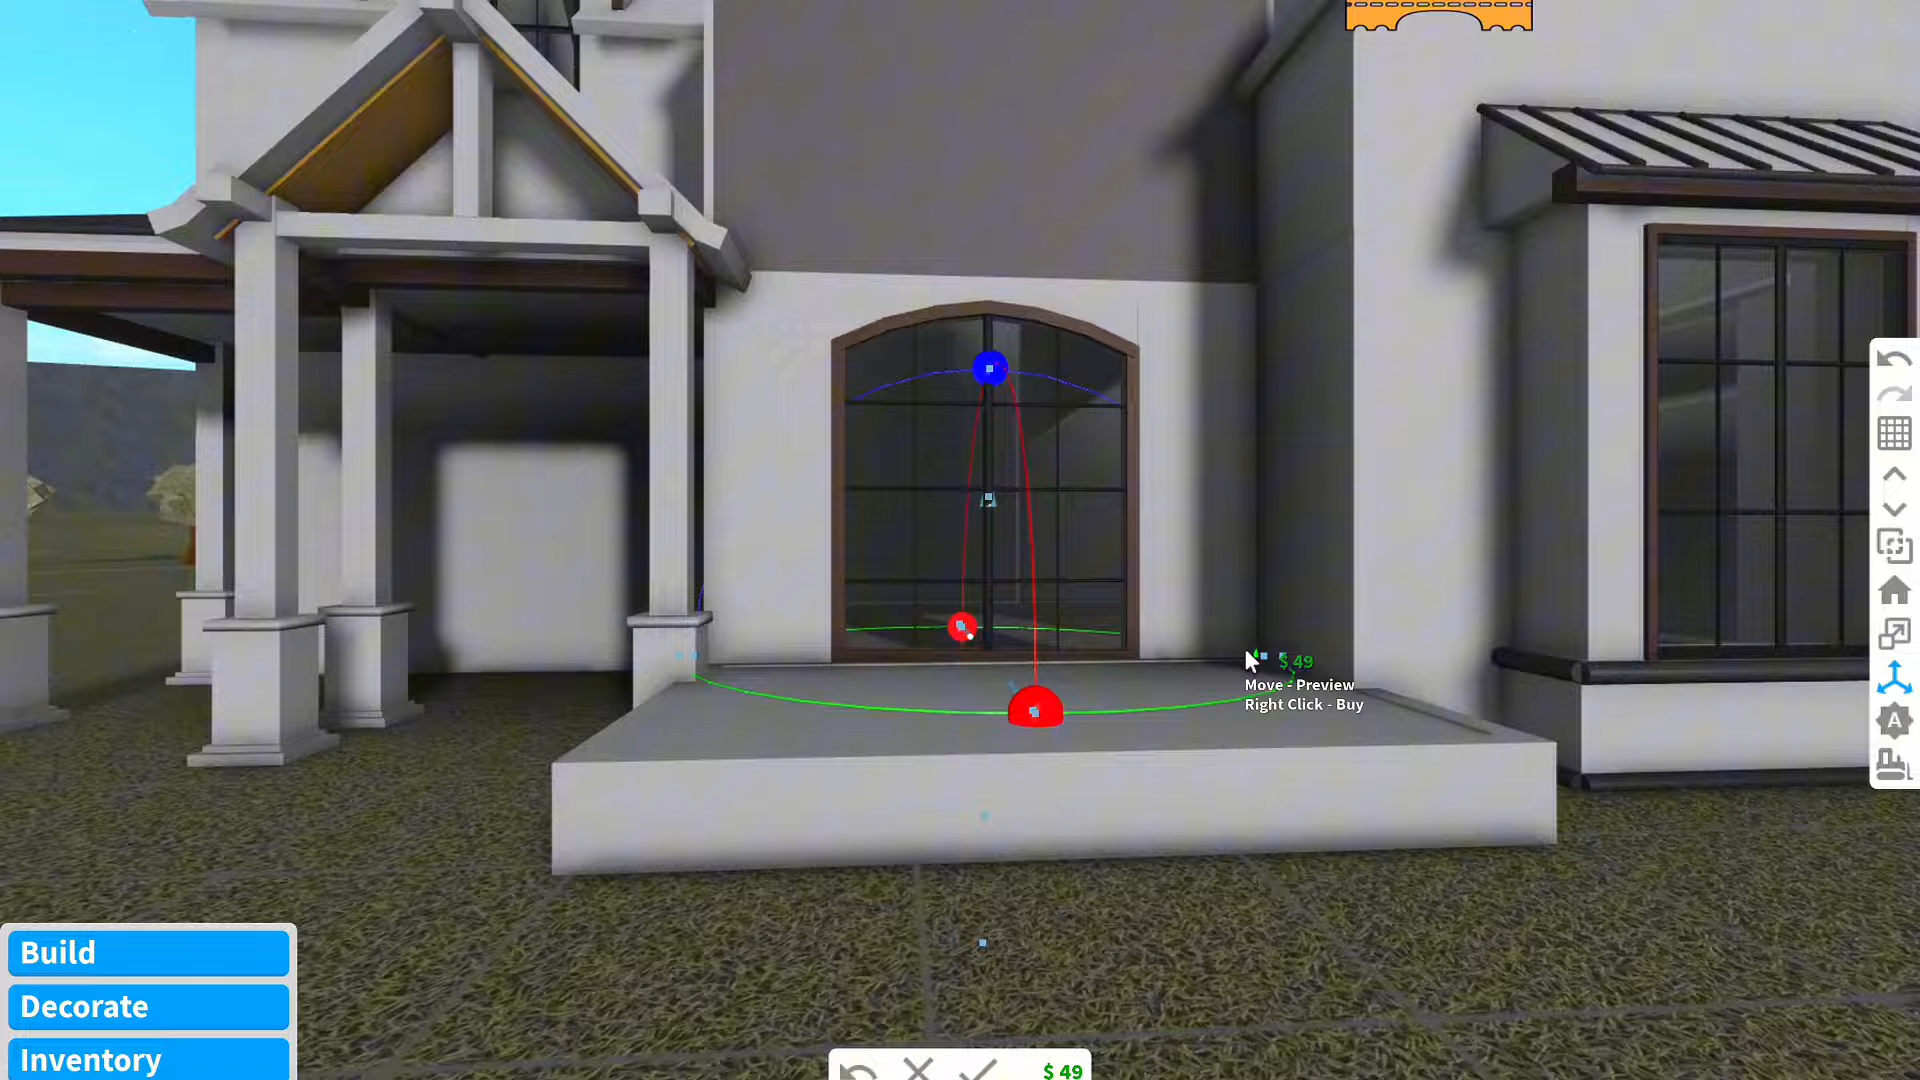 $ 49
Move - Preview
Right Click - Buy
A
Build
Decorate
Inventory
$ 49